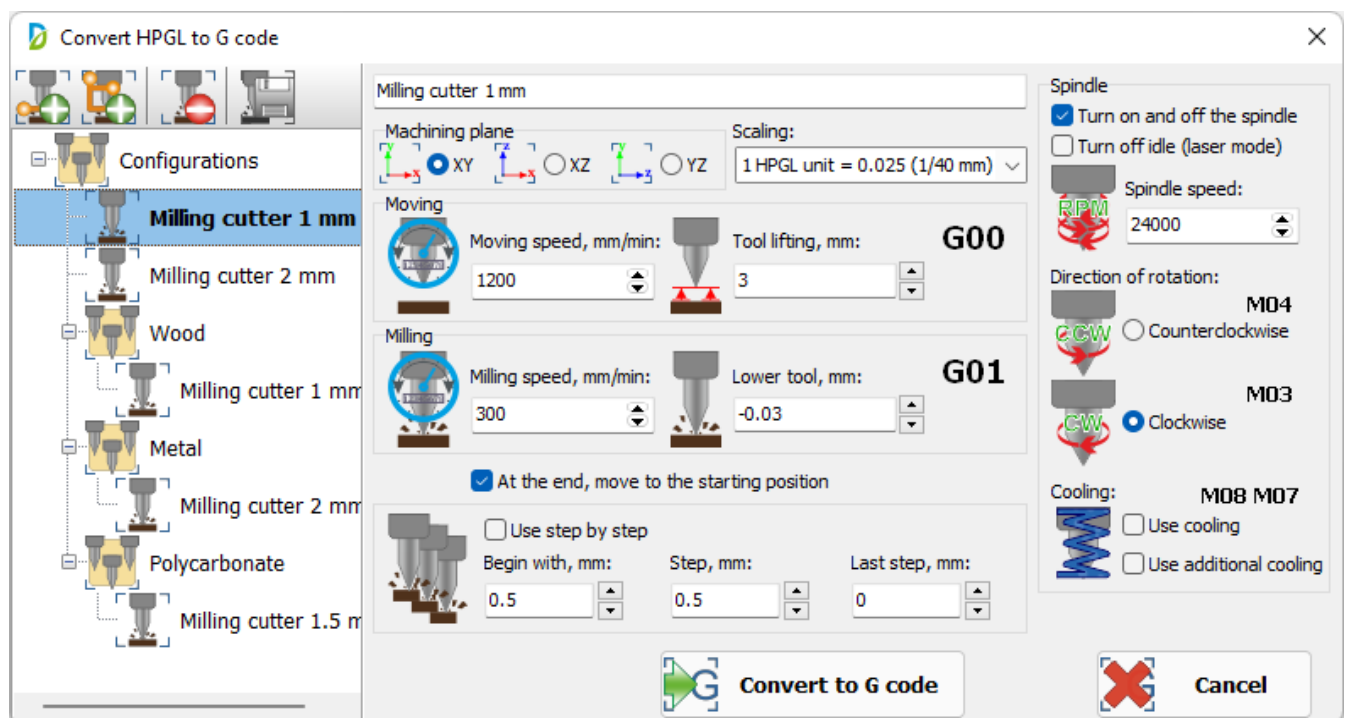 Convert HPGL to G code
Configurations
Milling cutter 1 mm
Milling cutter 2 mm
Wood
Milling cutter 1 mm
Metal
Milling cutter 2 mm
Polycarbonate
Milling cutter 1.5 m
Milling cutter 1 mm
Machining plane
XY
XZ
YZ
Scaling:
1 HPGL unit = 0.025 (1/40 mm)
Moving
Moving speed, mm/min:
1200
Tool lifting, mm:
3
G00
Milling
Milling speed, mm/min:
300
Lower tool, mm:
-0.03
G01
At the end, move to the starting position
Use step by step
Begin with, mm:
0.5
Step, mm:
0.5
Last step, mm:
0
Convert to G code
Spindle
Turn on and off the spindle
Turn off idle (laser mode)
RPM
Spindle speed:
24000
Direction of rotation:
M04
CCW
Counterclockwise
M03
CW
Clockwise
Cooling:
M08 M07
Use cooling
Use additional cooling
Cancel